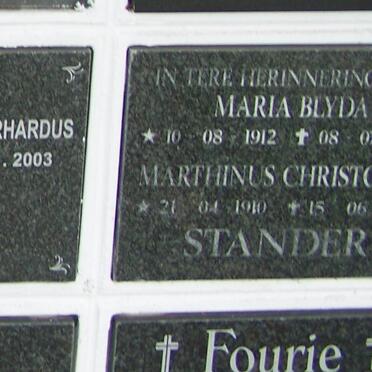 RHARDUS
. 2003
IN TERE HERINNERING
MARIA BLYDA
★ 10 - 08 - 1912 ✝ 08 - 0
MARTHINUS CHRISTO
★ 21 - 04 - 1910 ✝ 15 - 06
STANDER
✝ Fourie